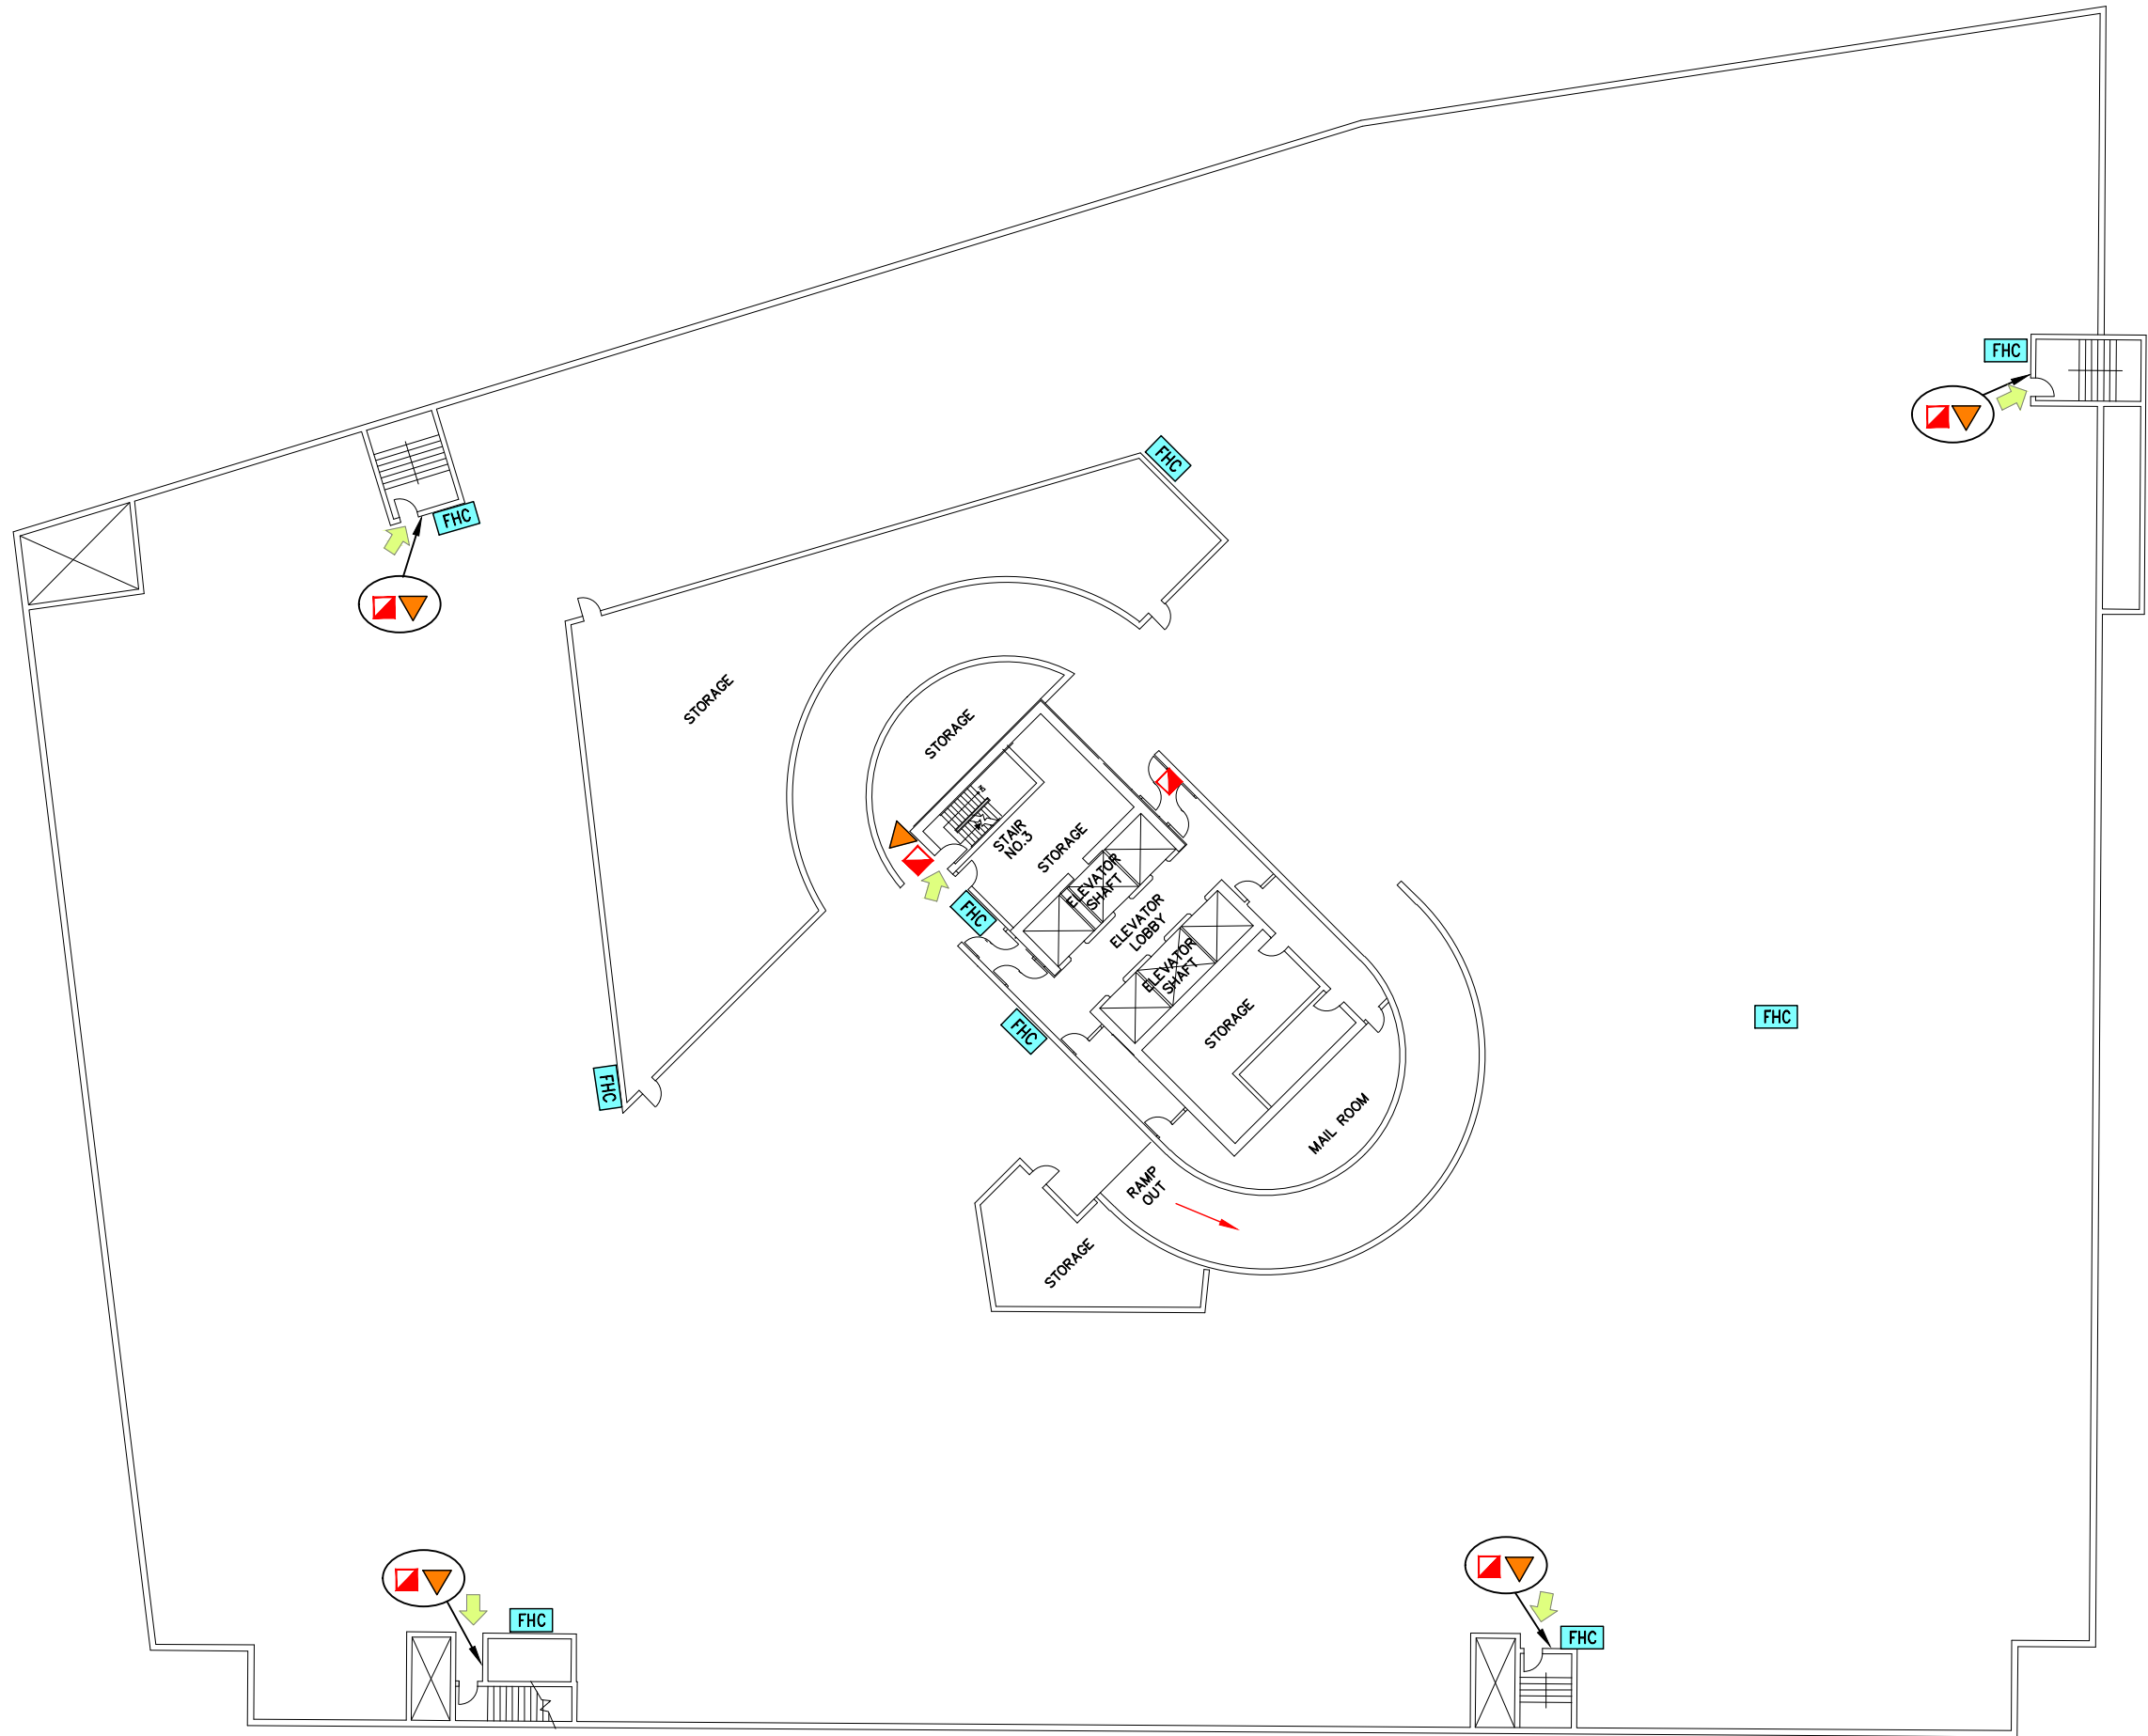 FHC
FHC
FHC
STORAGE
STORAGE
STAIR
NO.3
STORAGE
ELEVATOR
SHAFT
FHC
ELEVATOR
LOBBY
ELEVATOR
SHAFT
FHC
STORAGE
FHC
FHC
MAIL ROOM
RAMP
OUT
STORAGE
FHC
FHC